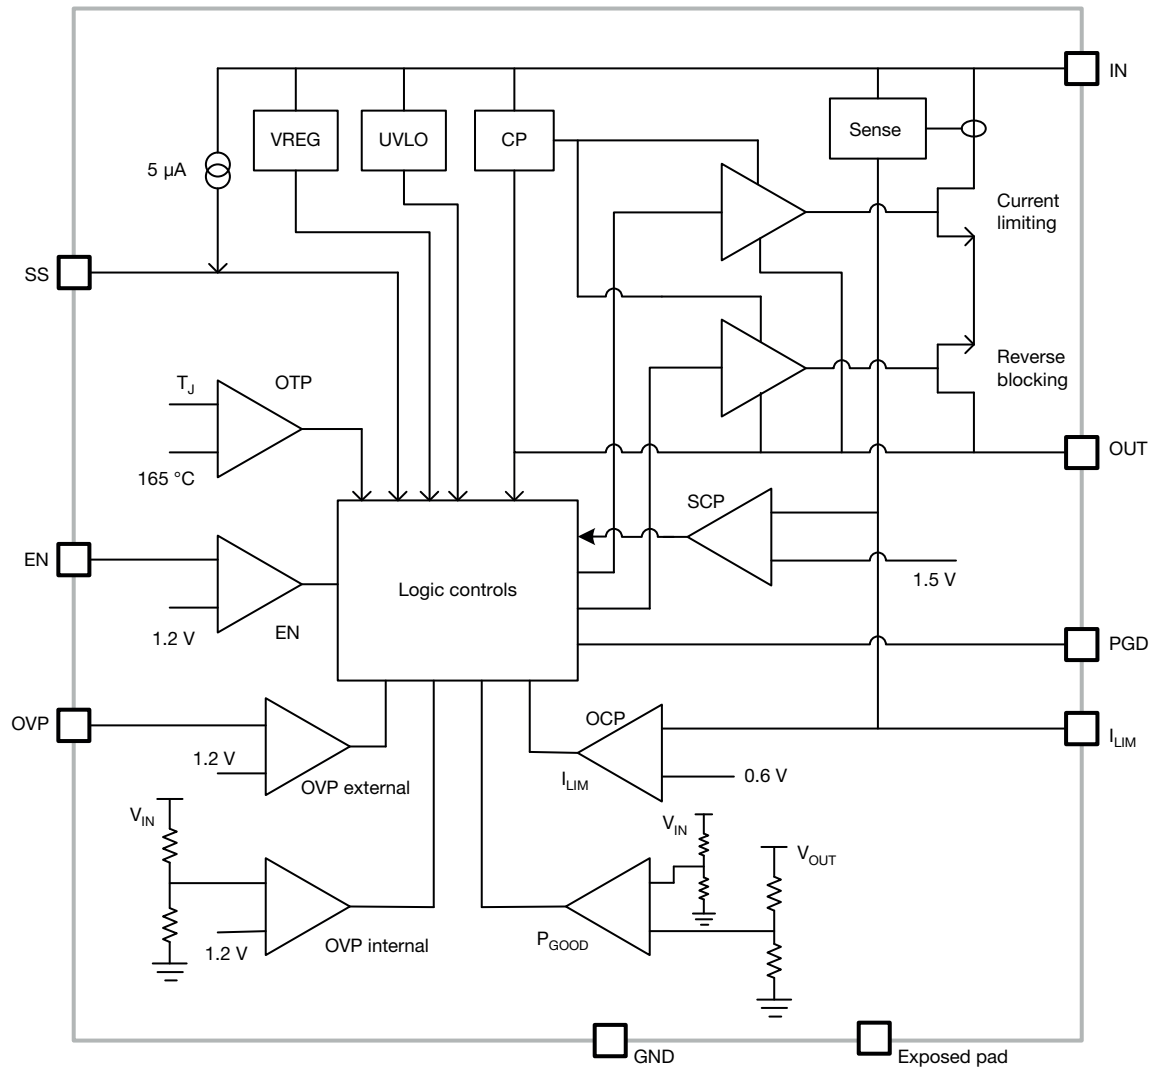 IN
VREG
UVLO
CP
Sense
5 µA
Current
limiting
SS
Reverse
blocking
T_J
OTP
165 °C
OUT
SCP
EN
1.5 V
Logic controls
1.2 V
EN
PGD
OVP
OCP
I_LIM
1.2 V
OVP external
I_LIM
0.6 V
V_IN
V_IN
V_OUT
1.2 V
OVP internal
P_GOOD
GND
Exposed pad